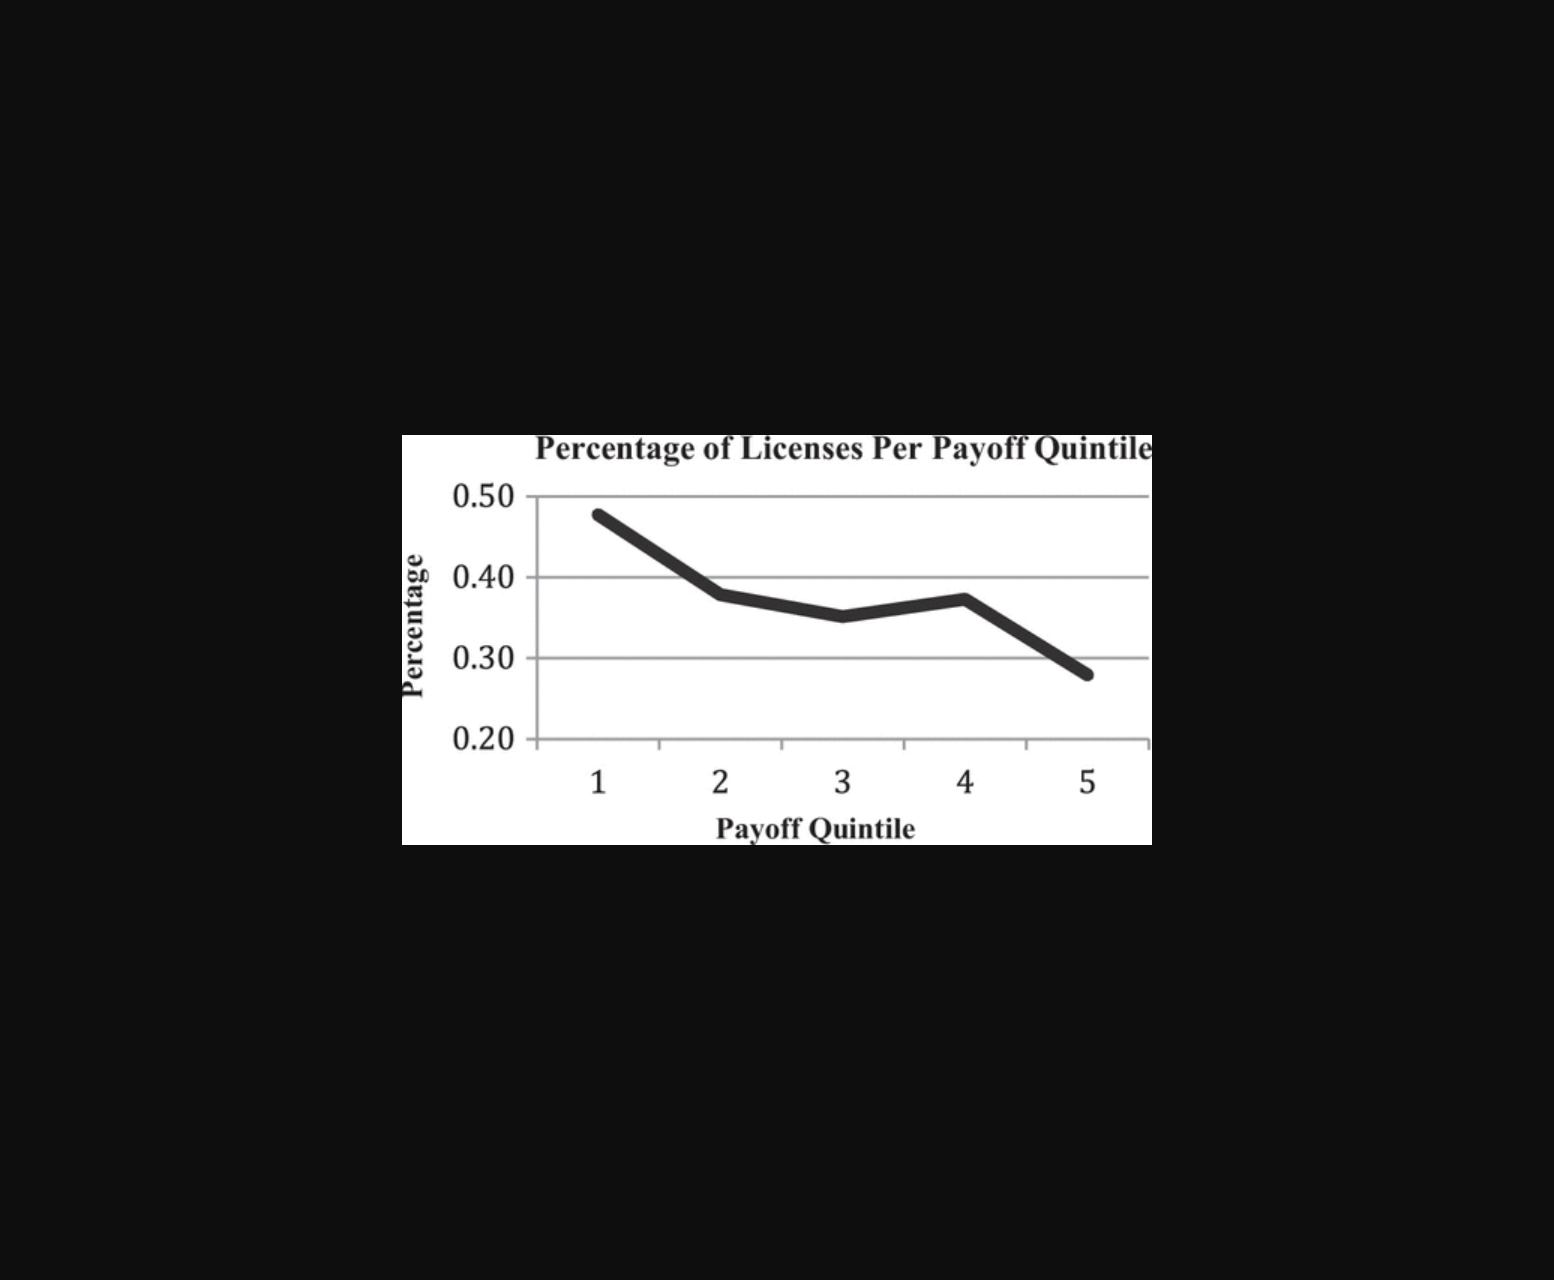 Percentage of Licenses Per Payoff Quintile
0.50
0.40
0.30
0.20
Percentage
1 2 3 4 5
Payoff Quintile